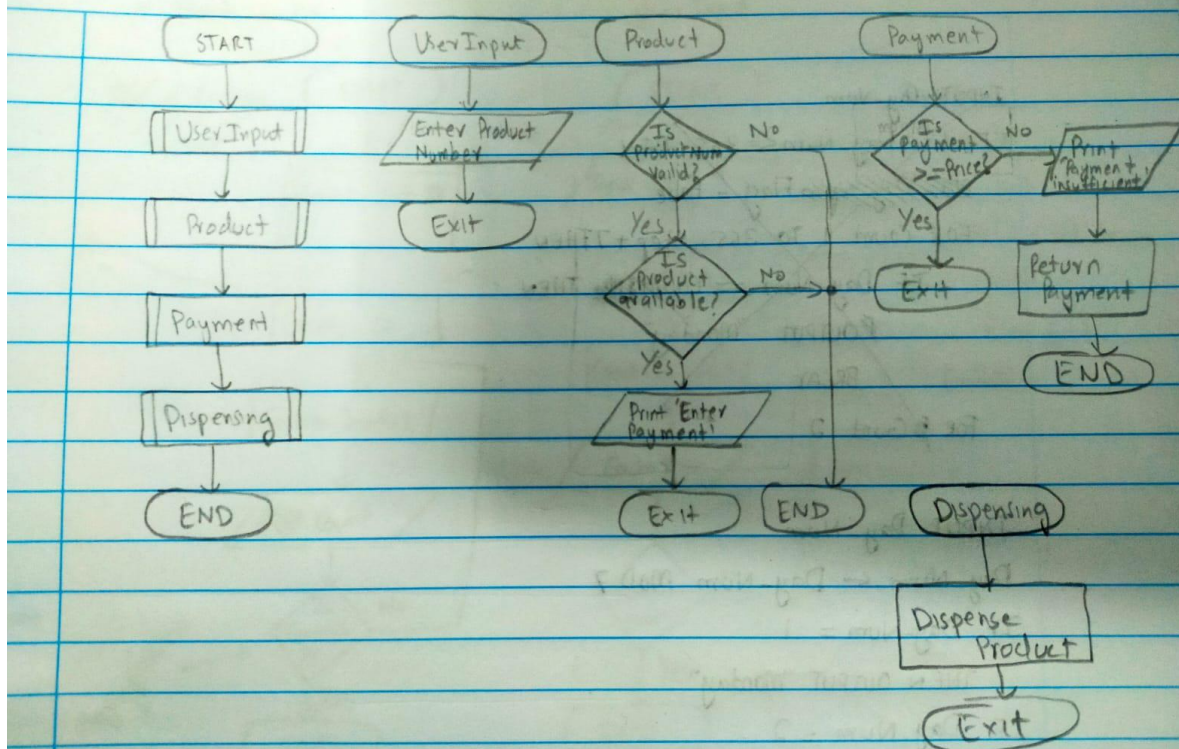 START
UserInput
Product
Payment
Dispensing
END
UserInput
Enter Product
Number
Exit
Product
Is
productNum
valid?
No
Yes
Is
Product
available?
No
Yes
Print 'Enter
Payment'
Exit
END
Payment
Is
payment
>=Price?
No
Print
'Payment
insufficient'
Return
Payment
END
Yes
Exit
Dispensing
Dispense
Product
Exit